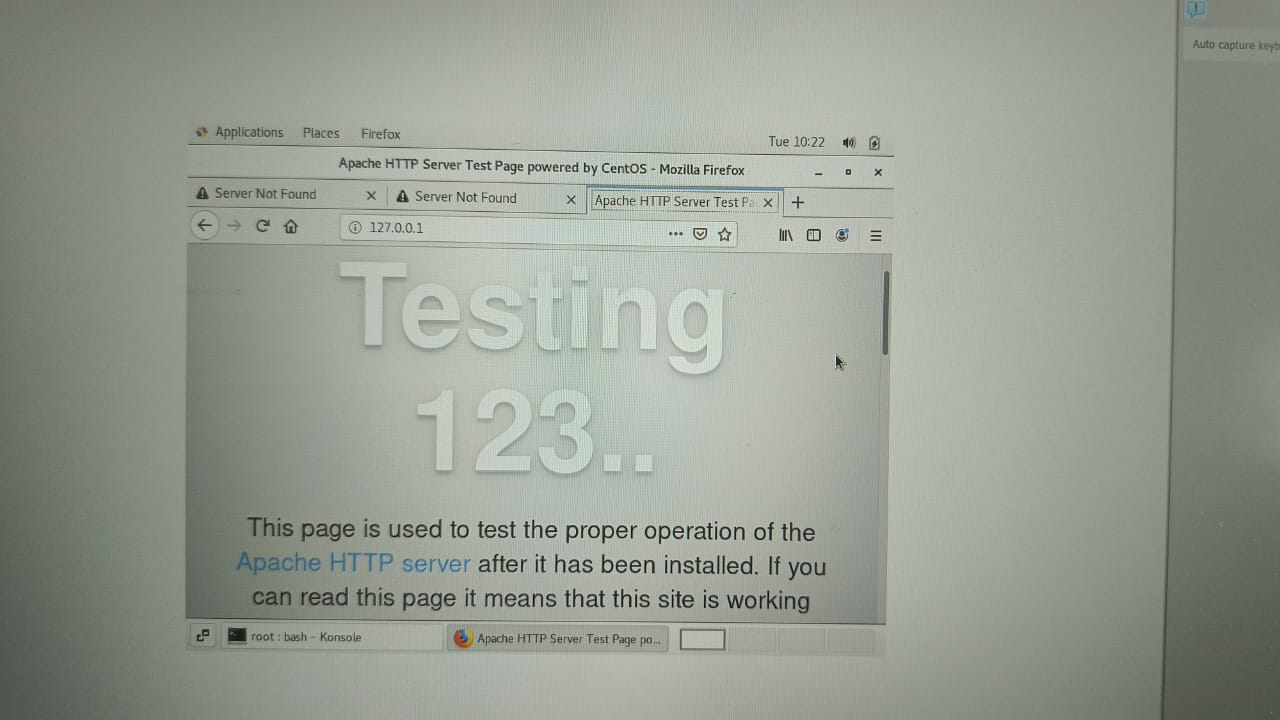 Auto capture keyb
Applications Places Firefox
Tue 10:22
Apache HTTP Server Test Page powered by CentOS - Mozilla Firefox
Server Not Found
Server Not Found
Apache HTTP Server Test Pa
127.0.0.1
Testing
123..
This page is used to test the proper operation of the
Apache HTTP server after it has been installed. If you
can read this page it means that this site is working
root : bash – Konsole
Apache HTTP Server Test Page po...